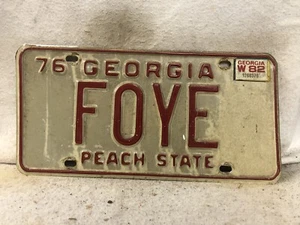 76 GEORGIA
GEORGIA
W 82
FOYE
PEACH STATE